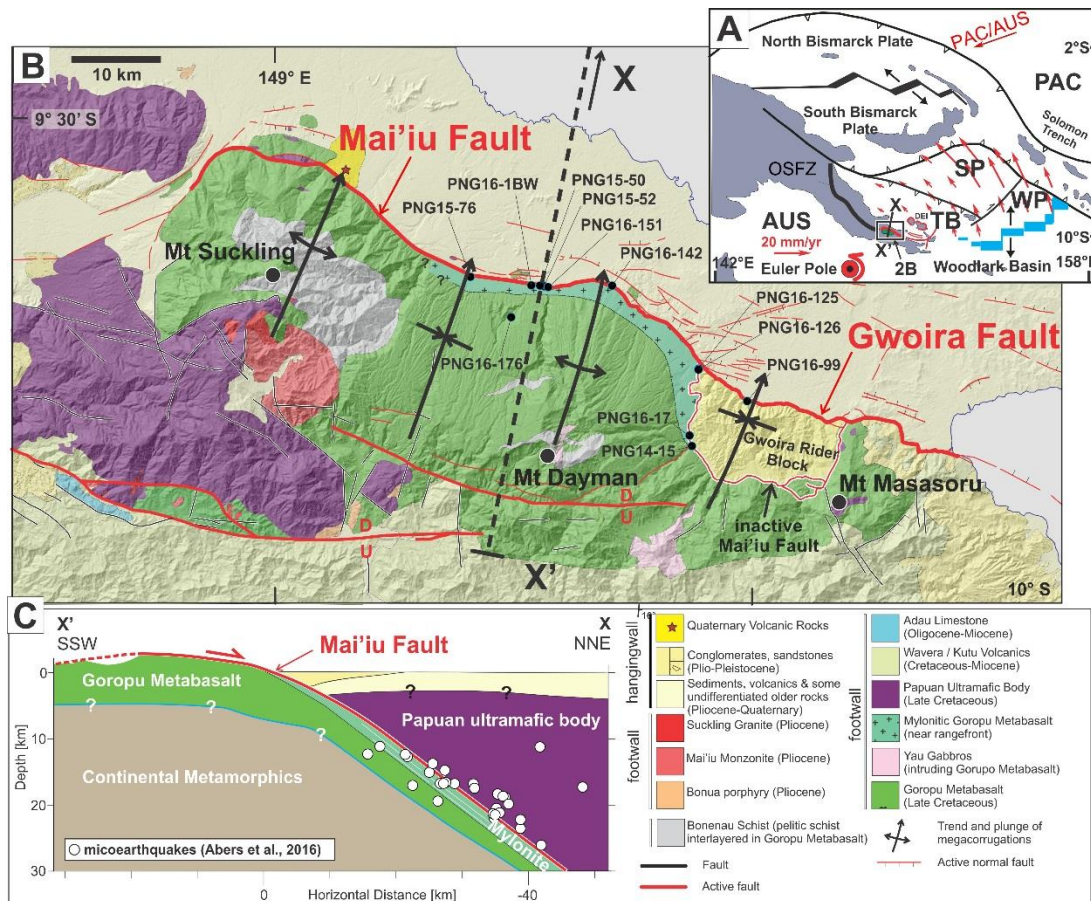 A
North Bismarck Plate
PAC/AUS
2°S
PAC
South Bismarck
Plate
Solomon
Trench
OSFZ
SP
WP
X
DEI
TB
AUS
20 mm/yr
X'
10°S
142°E
2B
Woodlark Basin
158°E
Euler Pole
B
10 km
149° E
X
9° 30' S
Mai'iu Fault
PNG16-1BW
PNG15-50
PNG15-52
PNG15-76
PNG16-151
PNG16-142
Mt Suckling
? ?
PNG16-125
PNG16-126
Gwoira Fault
PNG16-176
PNG16-99
PNG16-17
Gwoira Rider
Block
PNG14-15
Mt Dayman
Mt Masasoru
D
U
D
U
inactive
Mai'iu Fault
X'
10° S
C
X'
SSW
Mai'iu Fault
X
NNE
0
Goropu Metabasalt
?
?
?
?
?
Papuan ultramafic body
Depth [km]
10
Continental Metamorphics
20
Mylonite
micoearthquakes (Abers et al., 2016)
30
0
Horizontal Distance [km]
-40
hangingwall
Quaternary Volcanic Rocks
Conglomerates, sandstones
(Plio-Pleistocene)
Sediments, volcanics & some
undifferentiated older rocks
(Pliocene-Quaternary)
footwall
Suckling Granite (Pliocene)
Mai'iu Monzonite (Pliocene)
Bonua porphyry (Pliocene)
Bonenau Schist (pelitic schist
interlayered in Goropu Metabasalt)
Fault
Active fault
footwall
Adau Limestone
(Oligocene-Miocene)
Wavera / Kutu Volcanics
(Cretaceous-Miocene)
Papuan Ultramafic Body
(Late Cretaceous)
Mylonitic Goropu Metabasalt
(near rangefront)
Yau Gabbros
(intruding Gorupo Metabasalt)
Goropu Metabasalt
(Late Cretaceous)
Trend and plunge of
megacorrugations
Active normal fault